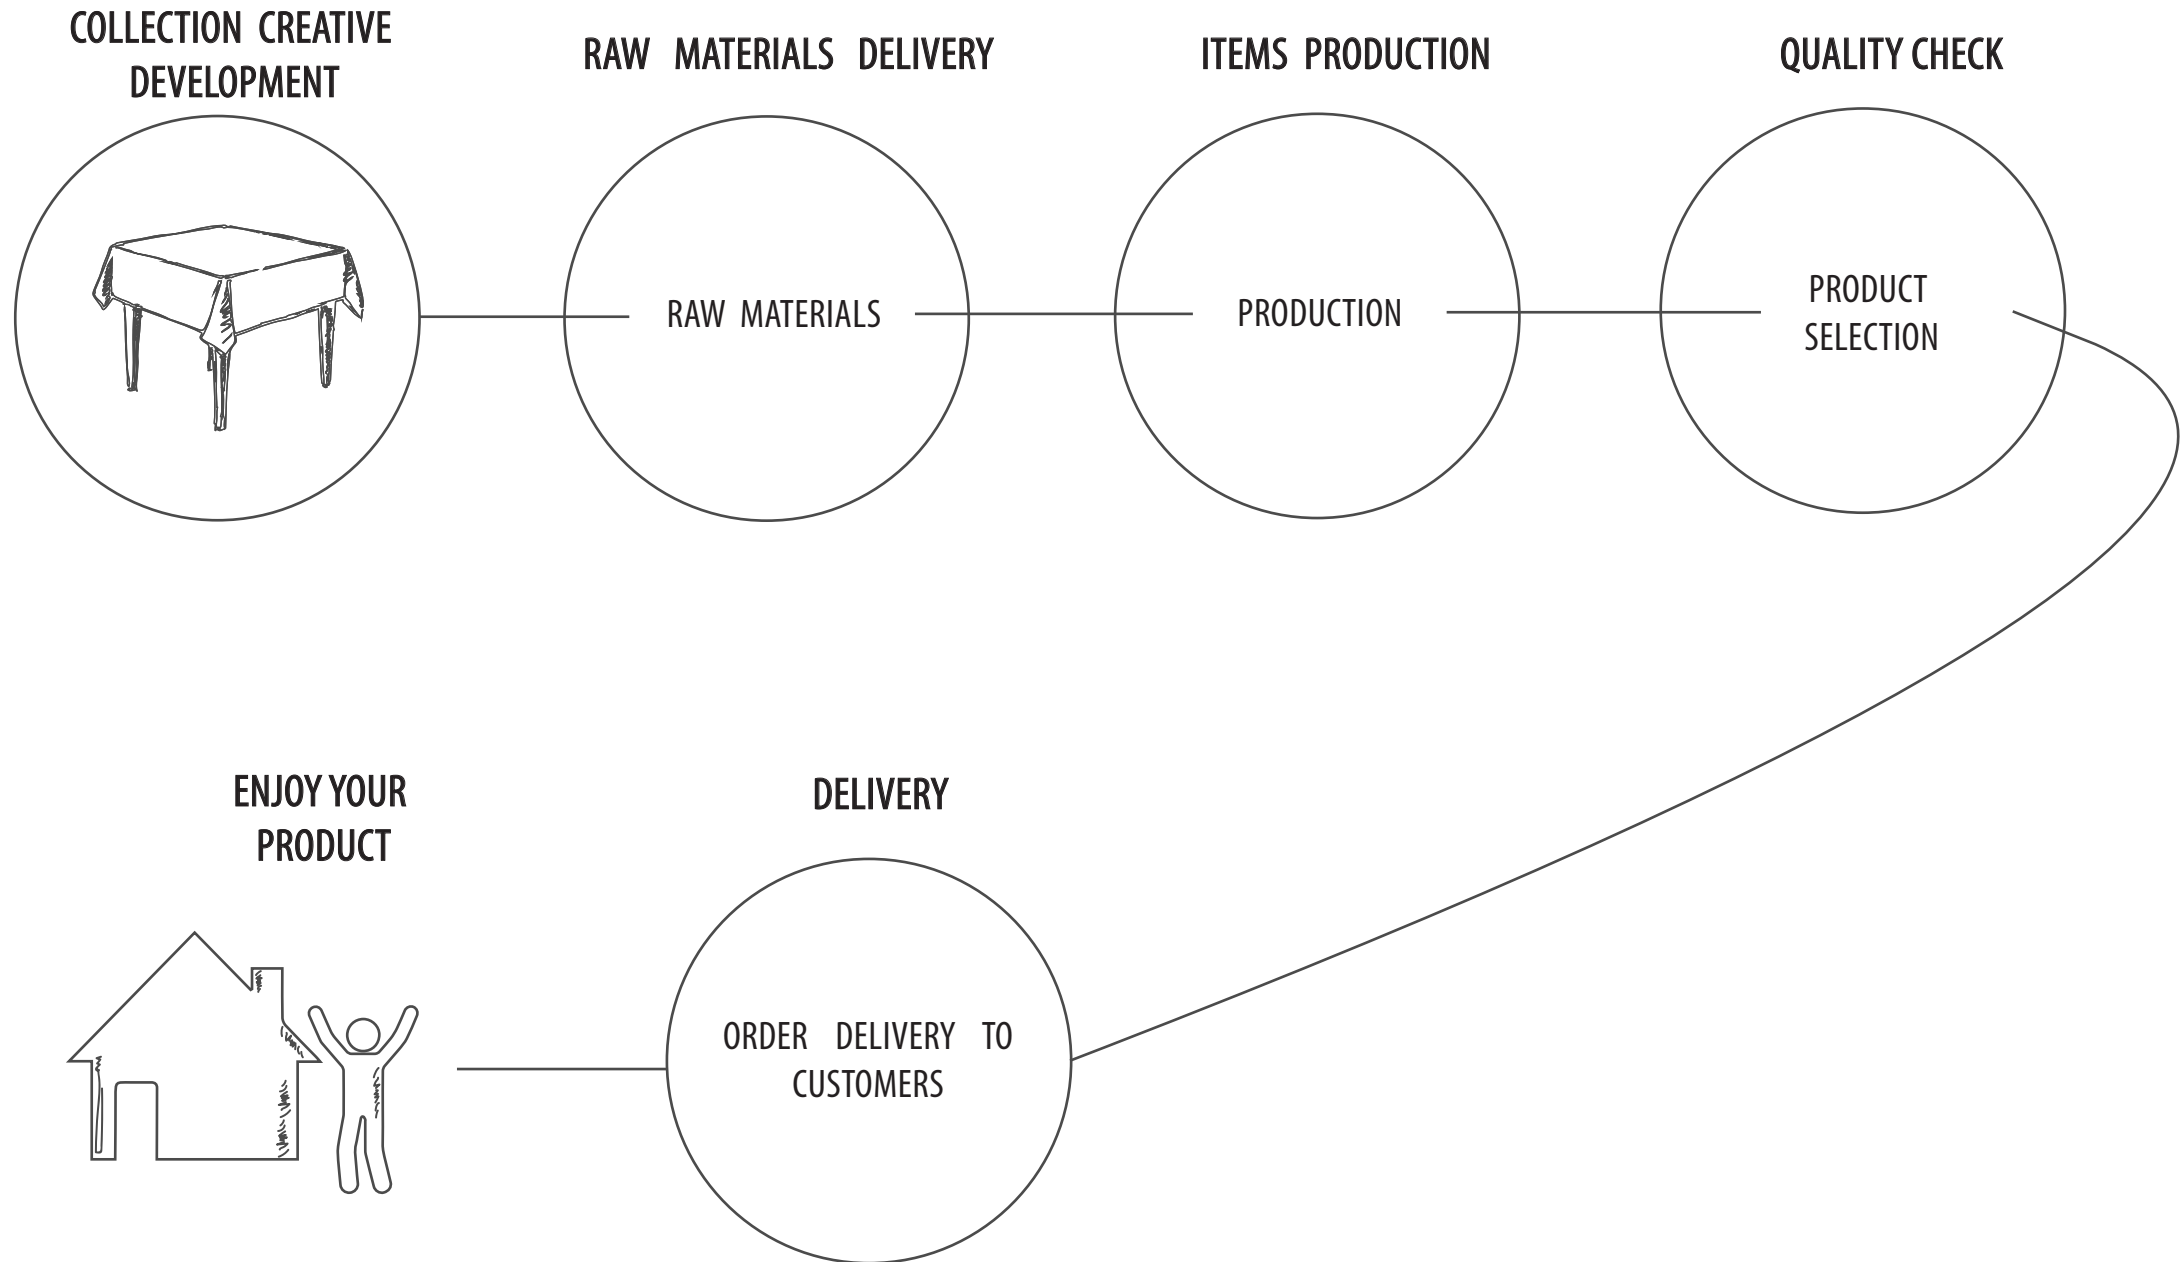 COLLECTION CREATIVE
DEVELOPMENT
RAW MATERIALS DELIVERY
ITEMS PRODUCTION
QUALITY CHECK
RAW MATERIALS
PRODUCTION
PRODUCT
SELECTION
ENJOY YOUR
PRODUCT
DELIVERY
ORDER DELIVERY TO
CUSTOMERS